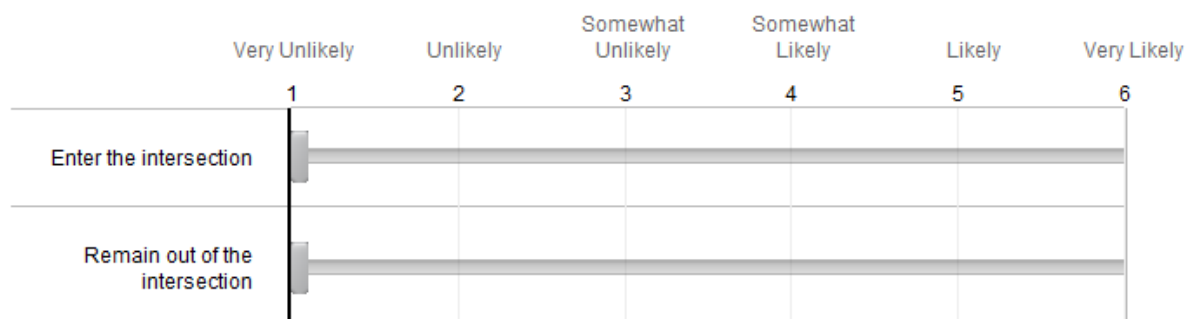 Very Unlikely
Unlikely
Somewhat
Unlikely
Somewhat
Likely
Likely
Very Likely
1 2 3 4 5 6
Enter the intersection
Remain out of the
intersection